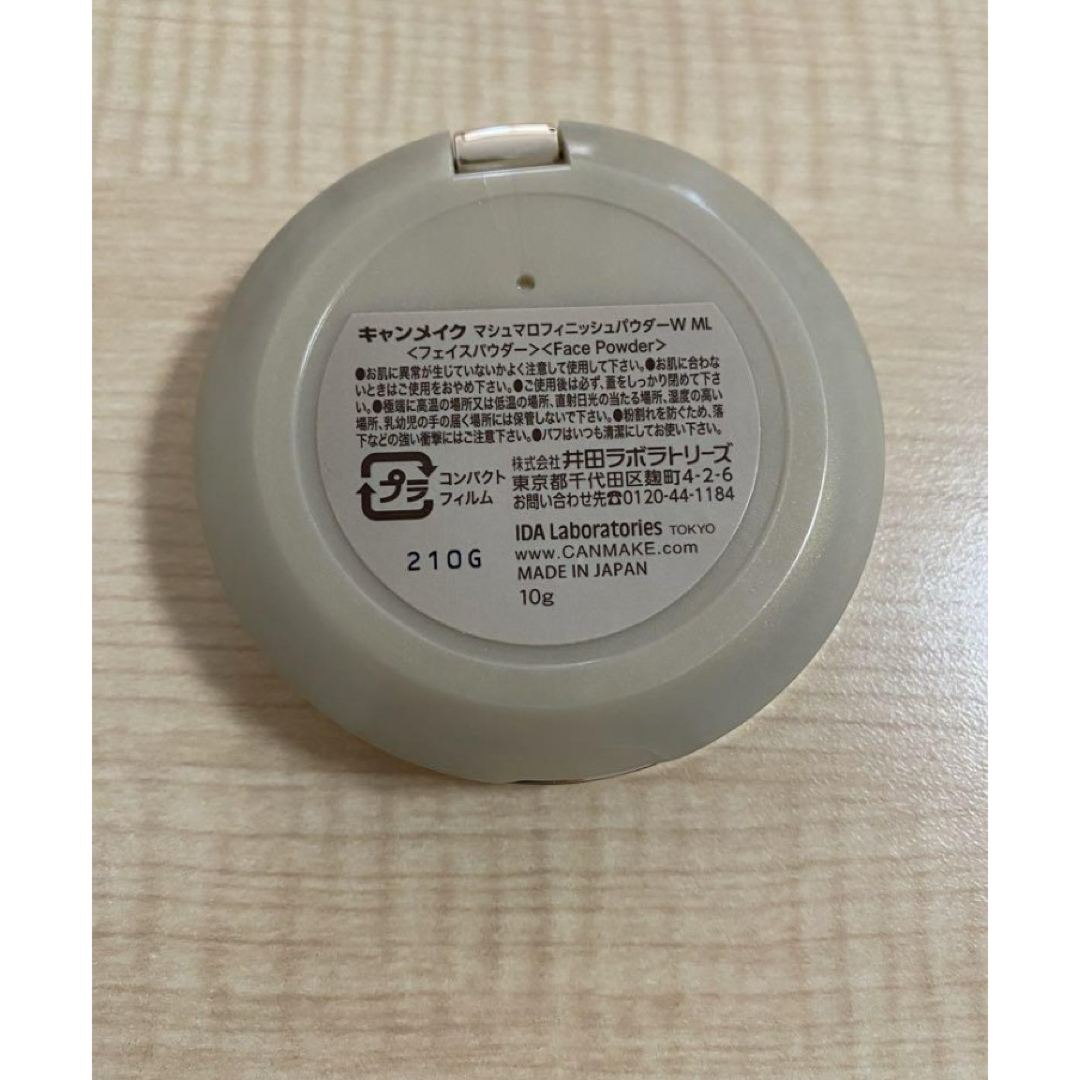 キャンメイク マシュマロフィニッシュパウダーW ML
<フェイスパウダー><Face Powder>
●お肌に異常が生じていないかよく注意して使用して下さい。●お肌に合わな
いときはご使用をおやめ下さい。●ご使用後は必ず、蓋をしっかり閉めて下さ
い。●極端に高温の場所又は低温の場所、直射日光の当たる場所、湿度の高い
場所、乳幼児の手の届く場所には保管しないで下さい。●粉割れを防ぐため、落
下などの強い衝撃にはご注意下さい。●パフはいつも清潔にしてお使い下さい。
プラ
コンパクト
フィルム
株式会社 井田ラボラトリーズ
東京都千代田区麹町4-2-6
お問い合わせ先☎0120-44-1184
IDA Laboratories TOKYO
www.CANMAKE.com
MADE IN JAPAN
10g
210G